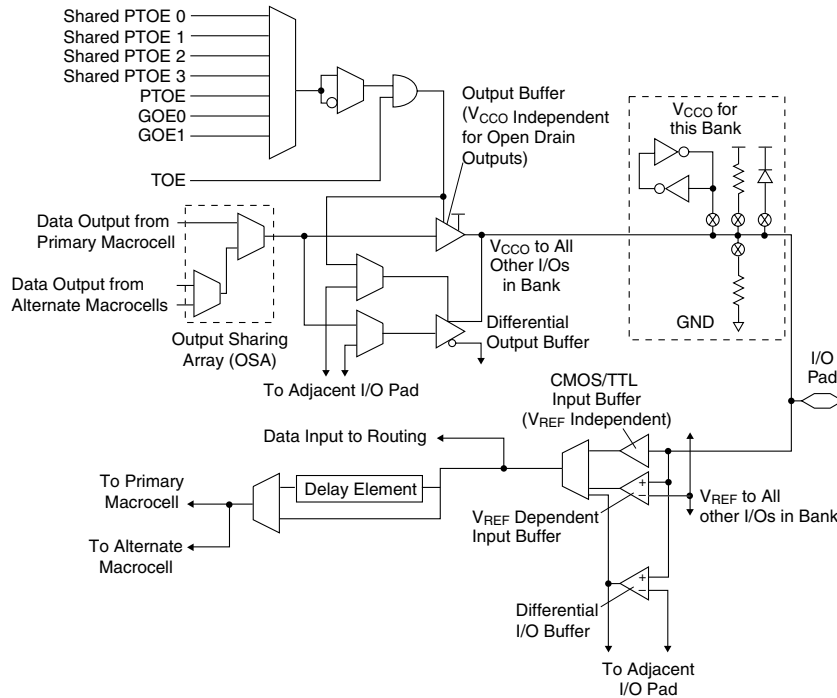 Shared PTOE 0
Shared PTOE 1
Shared PTOE 2
Shared PTOE 3
PTOE
GOE0
GOE1
TOE
Output Buffer
(VCCO Independent
for Open Drain
Outputs)
VCCO for
this Bank
Data Output from
Primary Macrocell
Data Output from
Alternate Macrocells
Output Sharing
Array (OSA)
VCCO to All
Other I/Os
in Bank
Differential
Output Buffer
To Adjacent I/O Pad
GND
I/O
Pad
CMOS/TTL
Input Buffer
(VREF Independent)
Data Input to Routing
To Primary
Macrocell
Delay Element
To Alternate
Macrocell
+
−
VREF Dependent
Input Buffer
VREF to All
other I/Os in Bank
+
−
Differential
I/O Buffer
To Adjacent
I/O Pad